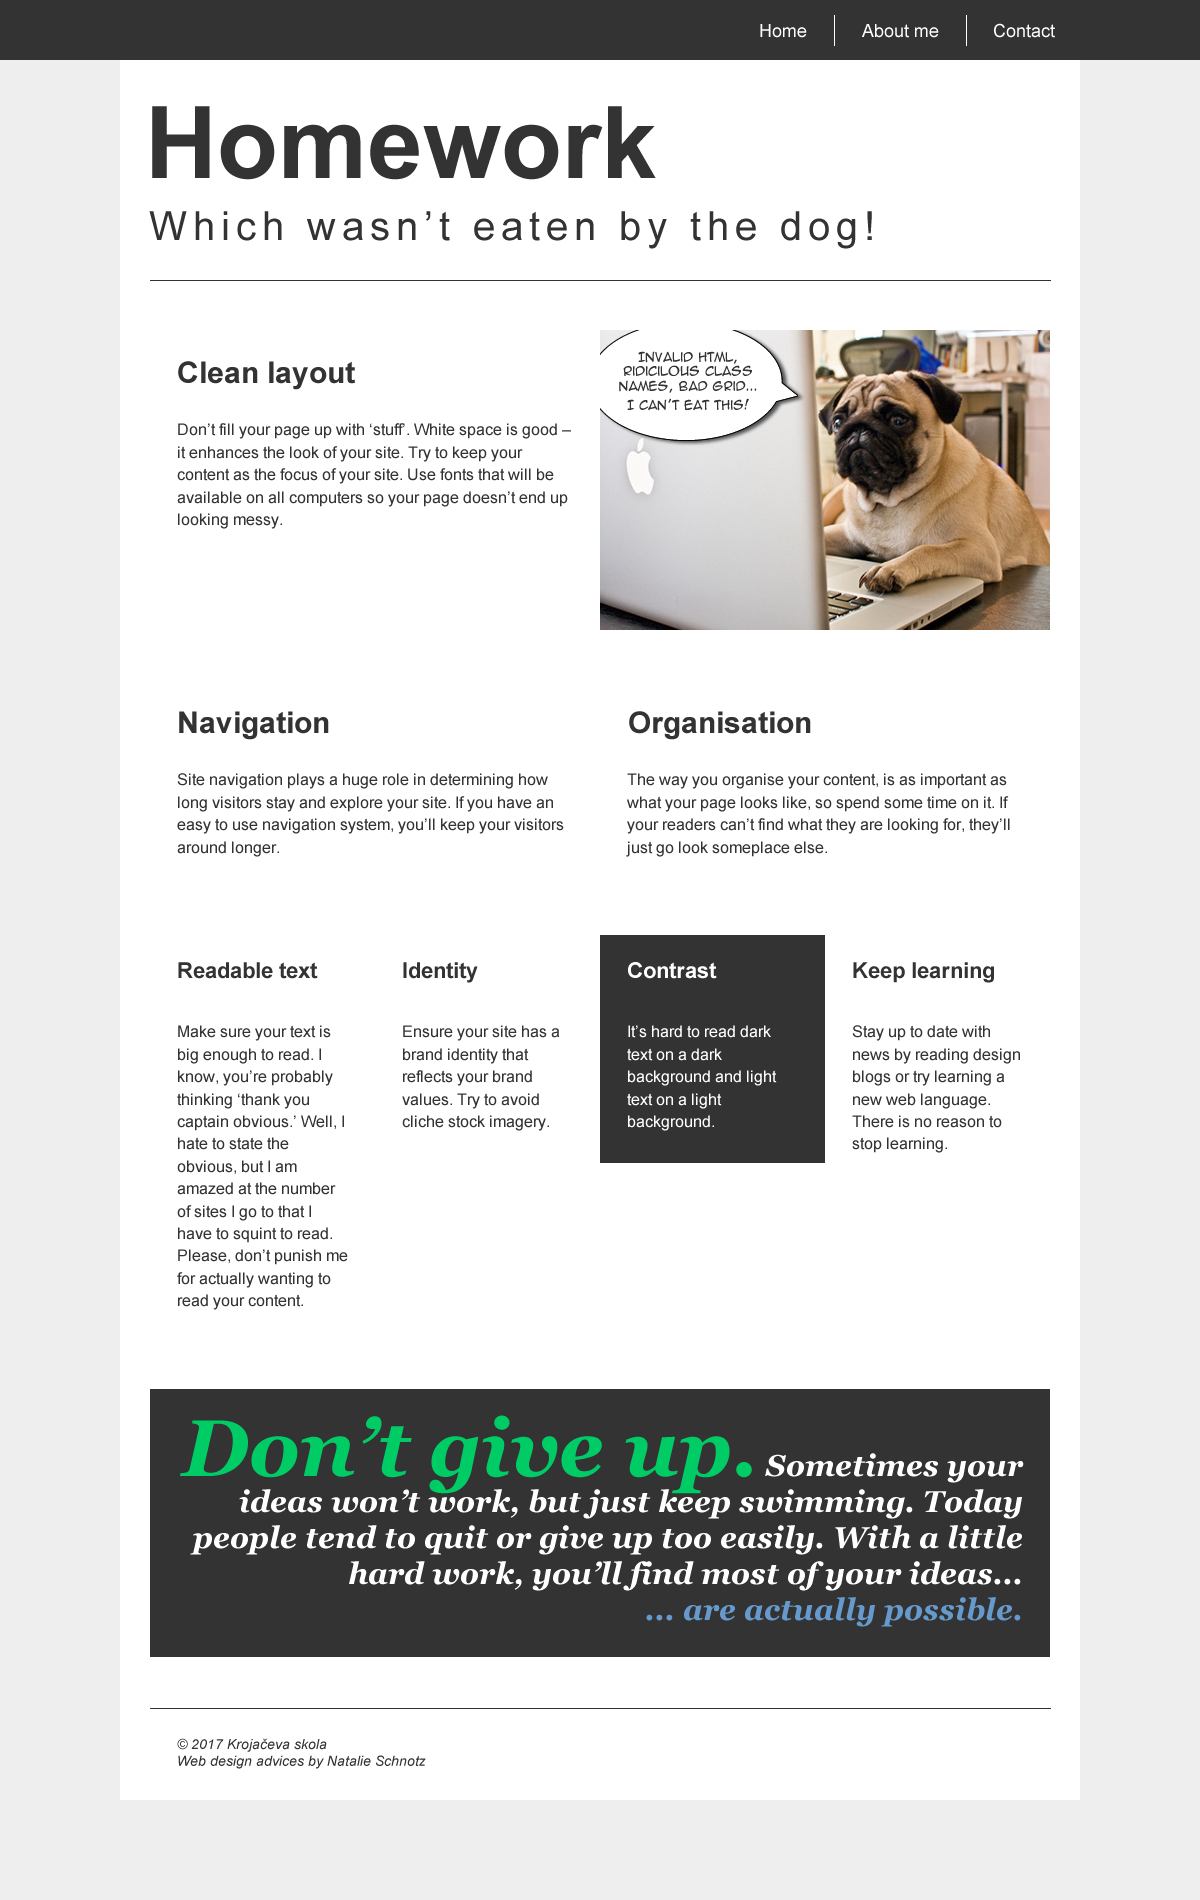 Home
About me
Contact
Homework
Which wasn’t eaten by the dog!
Clean layout
Don’t fill your page up with ‘stuff’. White space is good –
it enhances the look of your site. Try to keep your
content as the focus of your site. Use fonts that will be
available on all computers so your page doesn’t end up
looking messy.
INVALID HTML,
RIDICILOUS CLASS
NAMES, BAD GRID...
I CAN'T EAT THIS!
Navigation
Site navigation plays a huge role in determining how
long visitors stay and explore your site. If you have an
easy to use navigation system, you’ll keep your visitors
around longer.
Organisation
The way you organise your content, is as important as
what your page looks like, so spend some time on it. If
your readers can’t find what they are looking for, they’ll
just go look someplace else.
Readable text
Make sure your text is
big enough to read. I
know, you’re probably
thinking ‘thank you
captain obvious.’ Well, I
hate to state the
obvious, but I am
amazed at the number
of sites I go to that I
have to squint to read.
Please, don’t punish me
for actually wanting to
read your content.
Identity
Ensure your site has a
brand identity that
reflects your brand
values. Try to avoid
cliche stock imagery.
Contrast
It’s hard to read dark
text on a dark
background and light
text on a light
background.
Keep learning
Stay up to date with
news by reading design
blogs or try learning a
new web language.
There is no reason to
stop learning.
Don’t give up. Sometimes your
ideas won’t work, but just keep swimming. Today
people tend to quit or give up too easily. With a little
hard work, you’ll find most of your ideas...
... are actually possible.
© 2017 Krojačeva skola
Web design advices by Natalie Schnotz